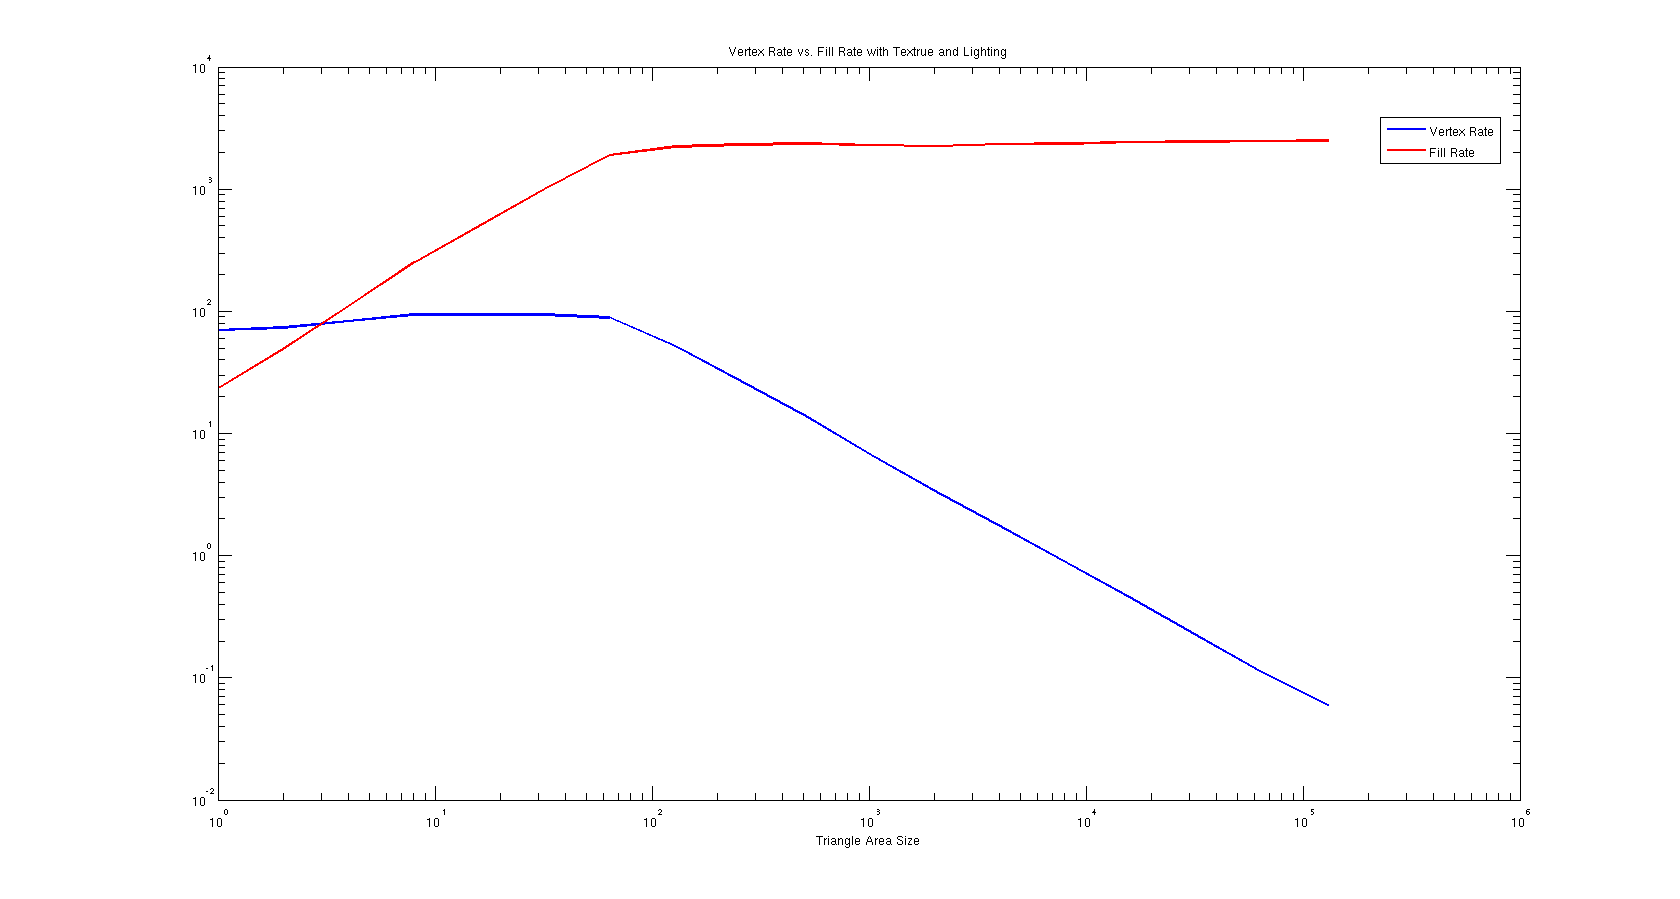 Vertex Rate vs. Fill Rate with Textrue and Lighting
10^4
10^3
10^2
10^1
10^0
10^-1
10^-2
Vertex Rate
Fill Rate
10^0 10^1 10^2 10^3 10^4 10^5 10^6
Triangle Area Size